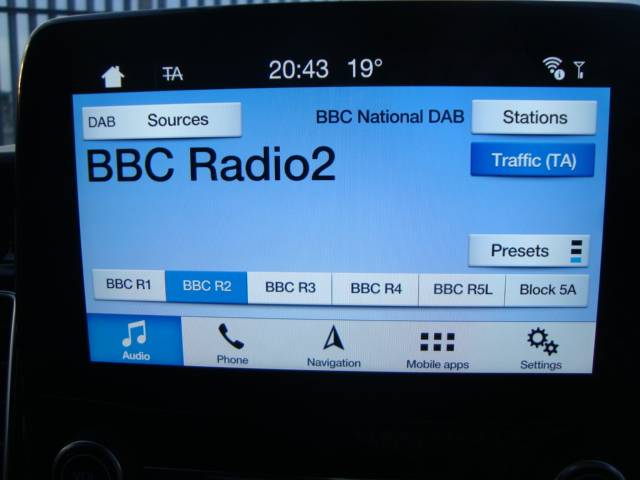 TA 20:43 19°
DAB Sources BBC National DAB Stations
BBC Radio2
Traffic (TA)
Presets
BBC R1 BBC R2 BBC R3 BBC R4 BBC R5L Block 5A
Audio Phone Navigation Mobile apps Settings